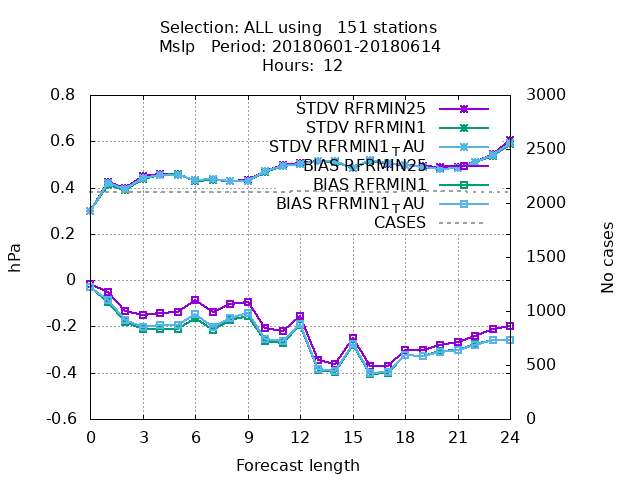 Selection: ALL using   151 stations
Mslp   Period: 20180601-20180614
Hours:  12
0.8
0.6
0.4
0.2
0
-0.2
-0.4
-0.6
hPa
STDV RFRMIN25
STDV RFRMIN1
STDV RFRMIN1TAU
BIAS RFRMIN25
BIAS RFRMIN1
BIAS RFRMIN1TAU
CASES
3000
2500
2000
1500
1000
500
0
No cases
0 3 6 9 12 15 18 21 24
Forecast length